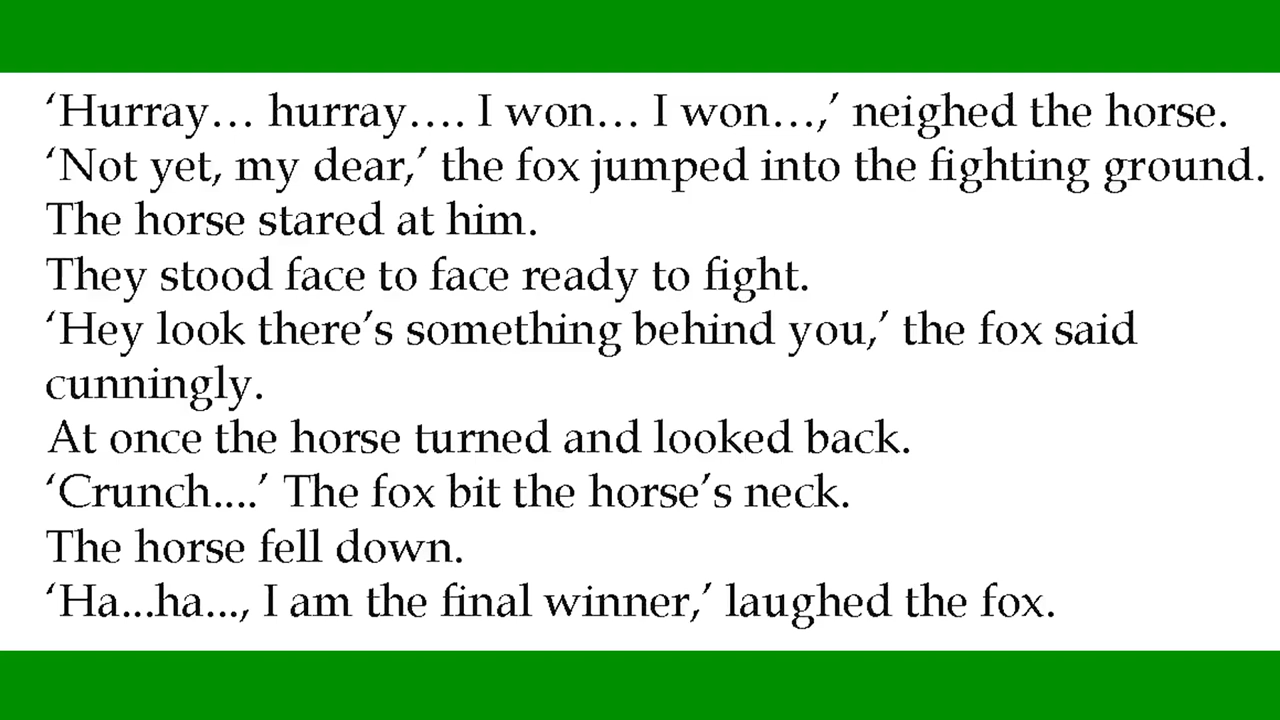 ‘Hurray… hurray…. I won… I won…,’ neighed the horse.
‘Not yet, my dear,’ the fox jumped into the fighting ground.
The horse stared at him.
They stood face to face ready to fight.
‘Hey look there’s something behind you,’ the fox said
cunningly.
At once the horse turned and looked back.
‘Crunch....’ The fox bit the horse’s neck.
The horse fell down.
‘Ha...ha..., I am the final winner,’ laughed the fox.